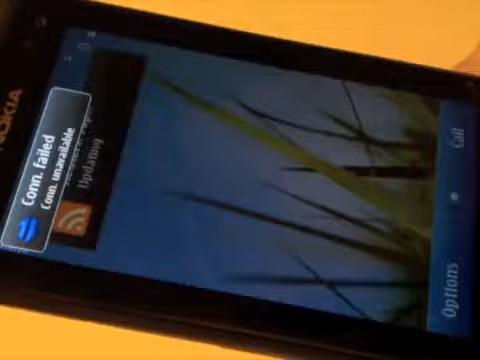 NOKIA
Conn. failed
Conn. unavailable
Updating
Options
Call